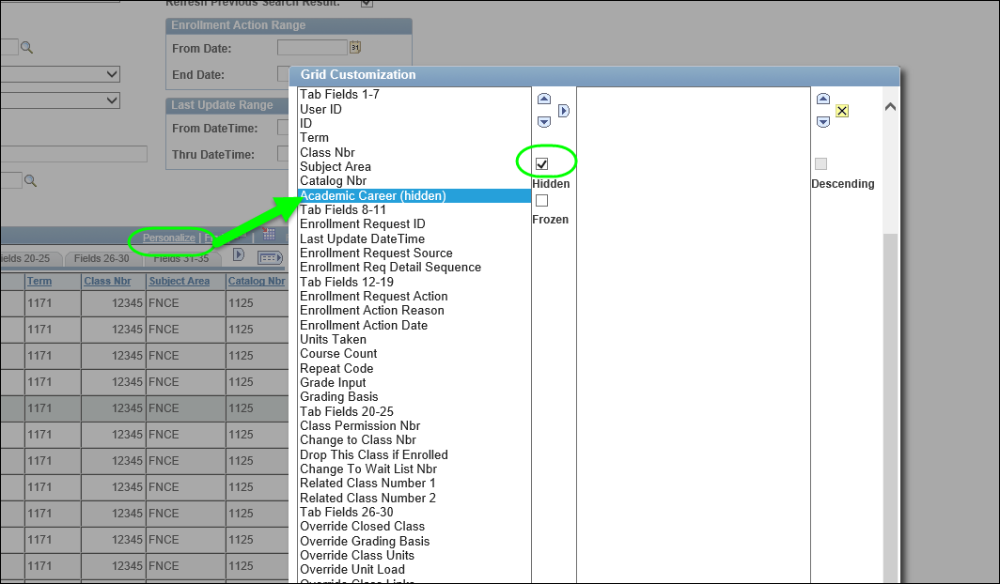 Refresh Previous Search Result:
Enrollment Action Range
From Date:
31
End Date:
Last Update Range
From DateTime:
Thru DateTime:
Personalize |
Fields 20-25
Fields 26-30
Fields 31-35
Term Class Nbr Subject Area Catalog Nbr
1171 12345 FNCE 1125
1171 12345 FNCE 1125
1171 12345 FNCE 1125
1171 12345 FNCE 1125
1171 12345 FNCE 1125
1171 12345 FNCE 1125
1171 12345 FNCE 1125
1171 12345 FNCE 1125
1171 12345 FNCE 1125
1171 12345 FNCE 1125
1171 12345 FNCE 1125
Grid Customization
Tab Fields 1-7
User ID
ID
Term
Class Nbr
Subject Area
Catalog Nbr
Academic Career (hidden)
Tab Fields 8-11
Enrollment Request ID
Last Update DateTime
Enrollment Request Source
Enrollment Req Detail Sequence
Tab Fields 12-19
Enrollment Request Action
Enrollment Action Reason
Enrollment Action Date
Units Taken
Course Count
Repeat Code
Grade Input
Grading Basis
Tab Fields 20-25
Class Permission Nbr
Change to Class Nbr
Drop This Class if Enrolled
Change To Wait List Nbr
Related Class Number 1
Related Class Number 2
Tab Fields 26-30
Override Closed Class
Override Grading Basis
Override Class Units
Override Unit Load
Override Class Links
Hidden
Frozen
Descending